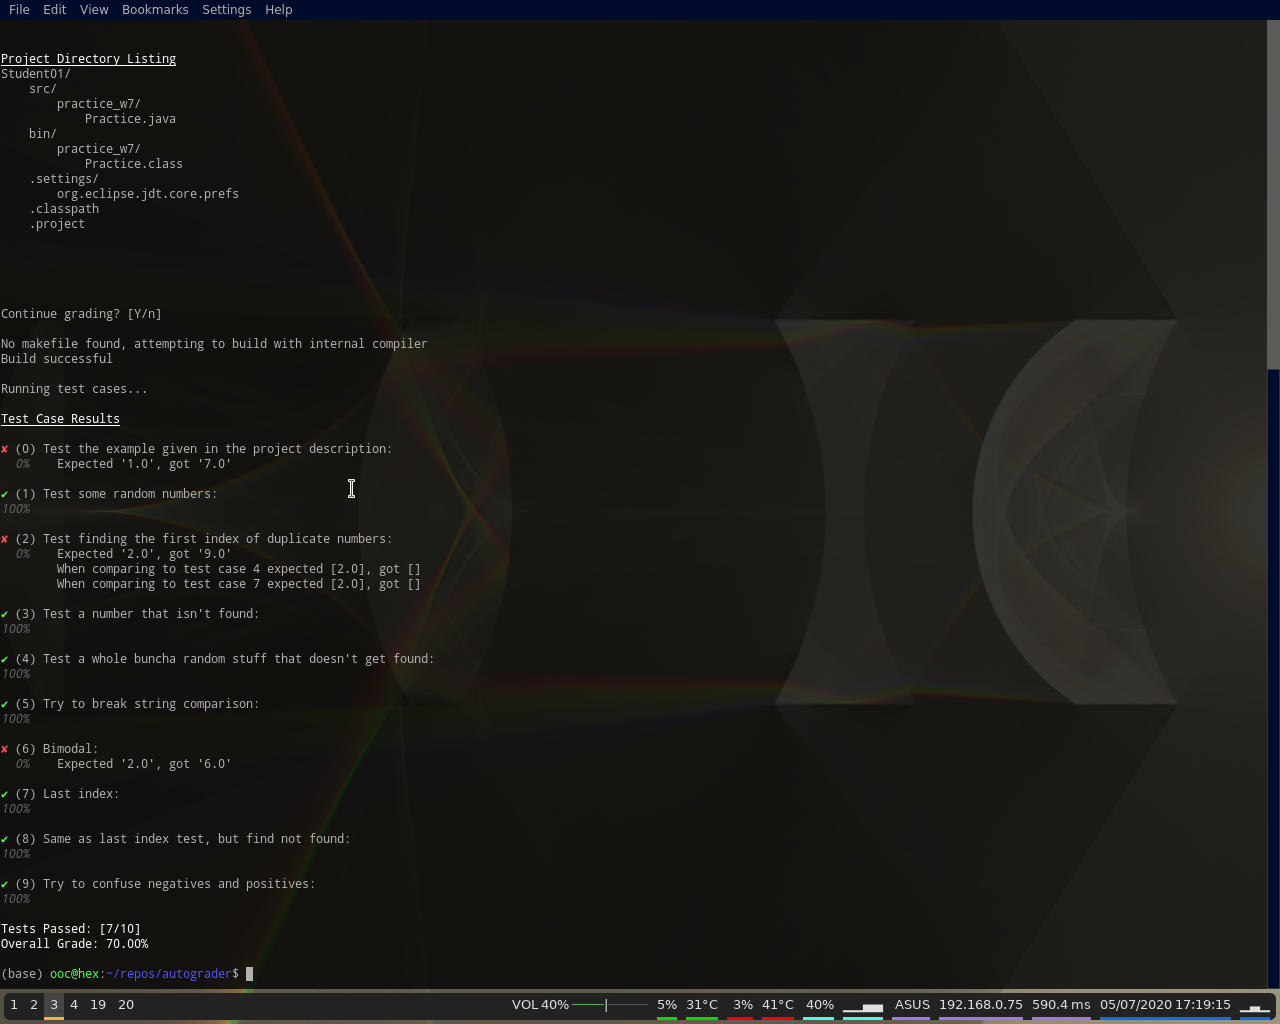 File Edit View Bookmarks Settings Help
Project Directory Listing
Student01/
src/
practice_w7/
Practice.java
bin/
practice_w7/
Practice.class
.settings/
org.eclipse.jdt.core.prefs
.classpath
.project
Continue grading? [Y/n]
No makefile found, attempting to build with internal compiler
Build successful
Running test cases...
Test Case Results
✘ (0) Test the example given in the project description:
0% Expected '1.0', got '7.0'
✔ (1) Test some random numbers:
100%
✘ (2) Test finding the first index of duplicate numbers:
0% Expected '2.0', got '9.0'
When comparing to test case 4 expected [2.0], got []
When comparing to test case 7 expected [2.0], got []
✔ (3) Test a number that isn't found:
100%
✔ (4) Test a whole buncha random stuff that doesn't get found:
100%
✔ (5) Try to break string comparison:
100%
✘ (6) Bimodal:
0% Expected '2.0', got '6.0'
✔ (7) Last index:
100%
✔ (8) Same as last index test, but find not found:
100%
✔ (9) Try to confuse negatives and positives:
100%
Tests Passed: [7/10]
Overall Grade: 70.00%
(base) ooc@hex:~/repos/autograder$
1 2 3 4 19 20 VOL 40% 5% 31°C 3% 41°C 40% ASUS 192.168.0.75 590.4 ms 05/07/2020 17:19:15